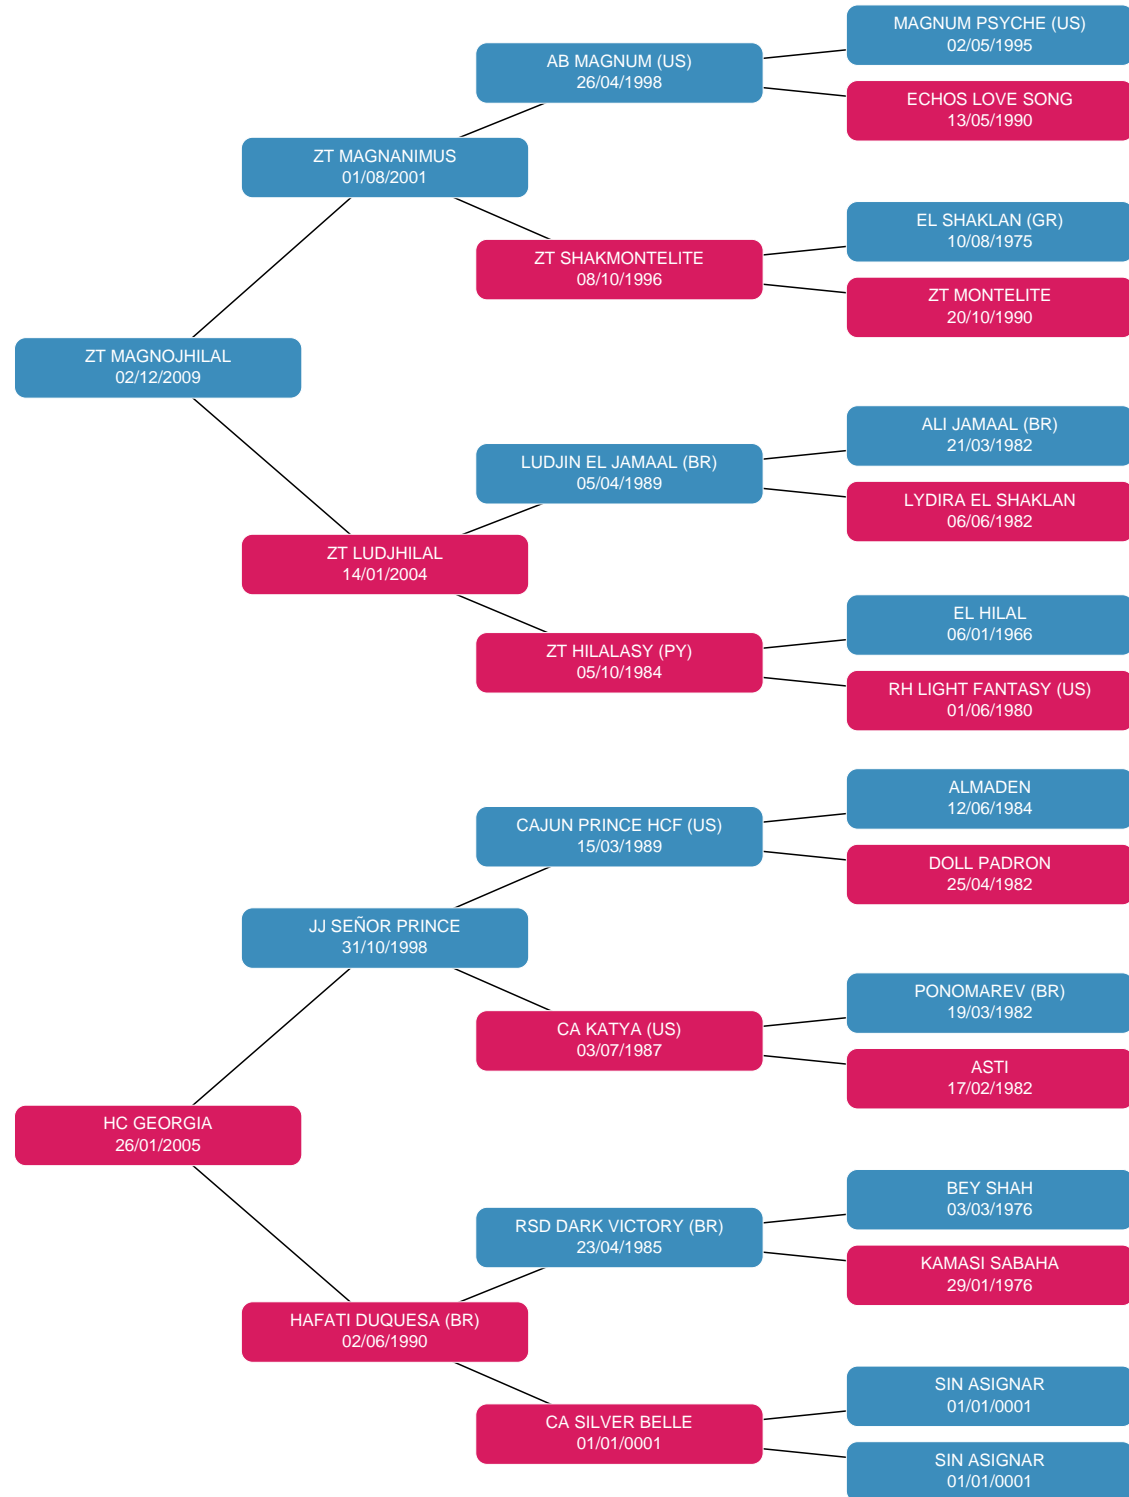 MAGNUM PSYCHE (US)
02/05/1995
AB MAGNUM (US)
26/04/1998
ECHOS LOVE SONG
13/05/1990
ZT MAGNANIMUS
01/08/2001
EL SHAKLAN (GR)
10/08/1975
ZT SHAKMONTELITE
08/10/1996
ZT MONTELITE
20/10/1990
ZT MAGNOJHILAL
02/12/2009
ALI JAMAAL (BR)
21/03/1982
LUDJIN EL JAMAAL (BR)
05/04/1989
LYDIRA EL SHAKLAN
06/06/1982
ZT LUDJHILAL
14/01/2004
EL HILAL
06/01/1966
ZT HILALASY (PY)
05/10/1984
RH LIGHT FANTASY (US)
01/06/1980
ALMADEN
12/06/1984
CAJUN PRINCE HCF (US)
15/03/1989
DOLL PADRON
25/04/1982
JJ SEÑOR PRINCE
31/10/1998
PONOMAREV (BR)
19/03/1982
CA KATYA (US)
03/07/1987
ASTI
17/02/1982
HC GEORGIA
26/01/2005
BEY SHAH
03/03/1976
RSD DARK VICTORY (BR)
23/04/1985
KAMASI SABAHA
29/01/1976
HAFATI DUQUESA (BR)
02/06/1990
SIN ASIGNAR
01/01/0001
CA SILVER BELLE
01/01/0001
SIN ASIGNAR
01/01/0001